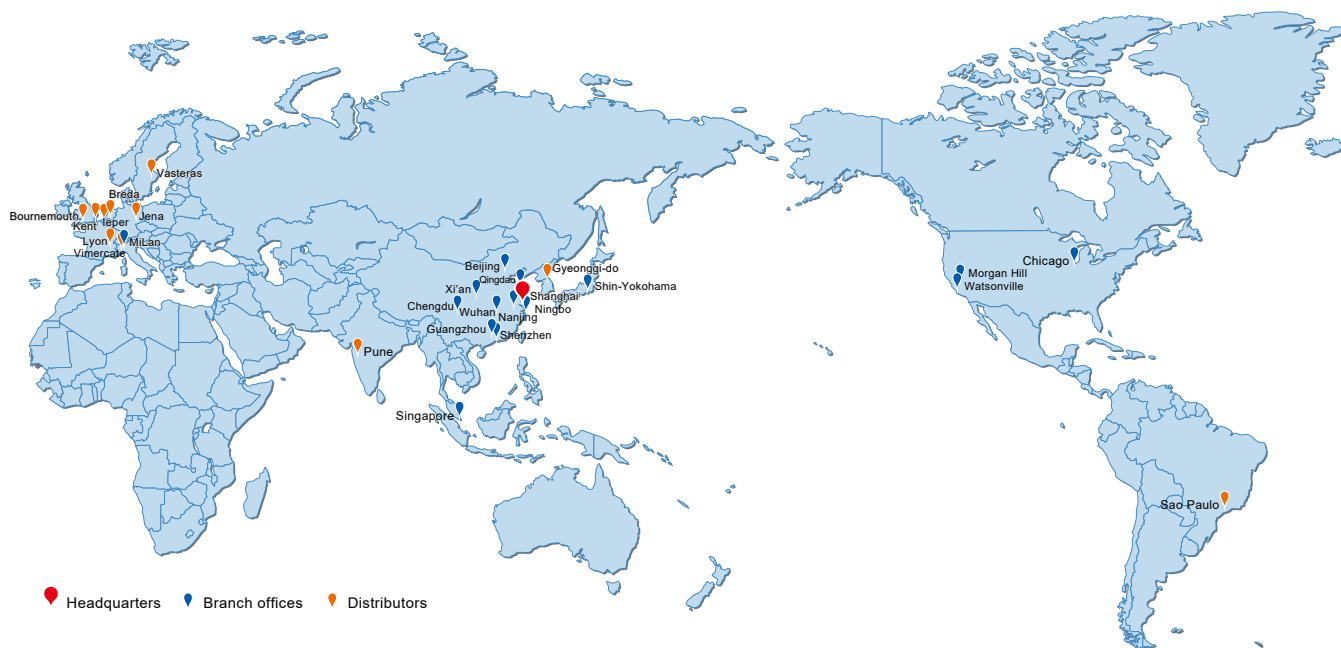 Vasteras
Breda
Bournemouth
Kent
Ieper
Jena
Lyon
MiLan
Vimercate
Beijing
Gyeonggi-do
Qingdao
Xi'an
Shin-Yokohama
Shanghai
Chengdu
Wuhan
Ningbo
Nanjing
Guangzhou
Shenzhen
Pune
Singapore
Chicago
Morgan Hill
Watsonville
Sao Paulo
Headquarters
Branch offices
Distributors